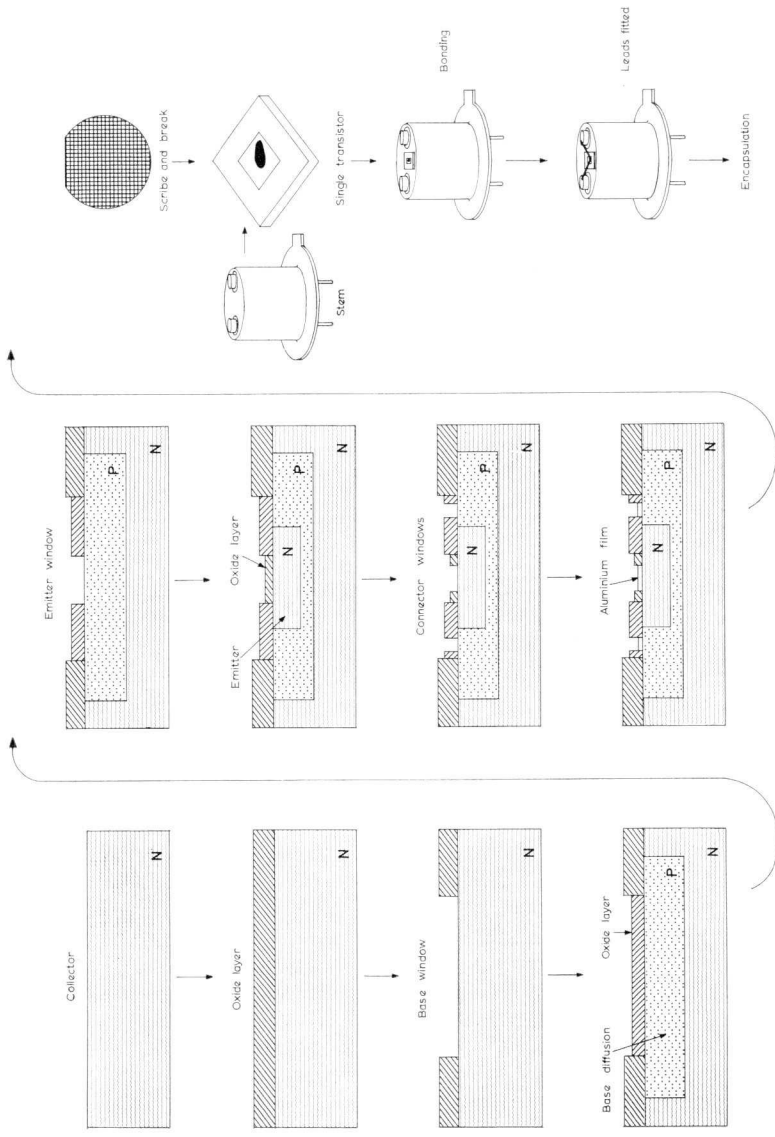 Collector
N
Oxide layer
N
Base window
N
Base diffusion
Oxide layer
P
N
Emitter window
P
N
Emitter
Oxide layer
N
P
N
Connector windows
N
P
N
Aluminium film
N
P
N
Scribe and break
Stem
Single transistor
Bonding
Leads fitted
Encapsulation